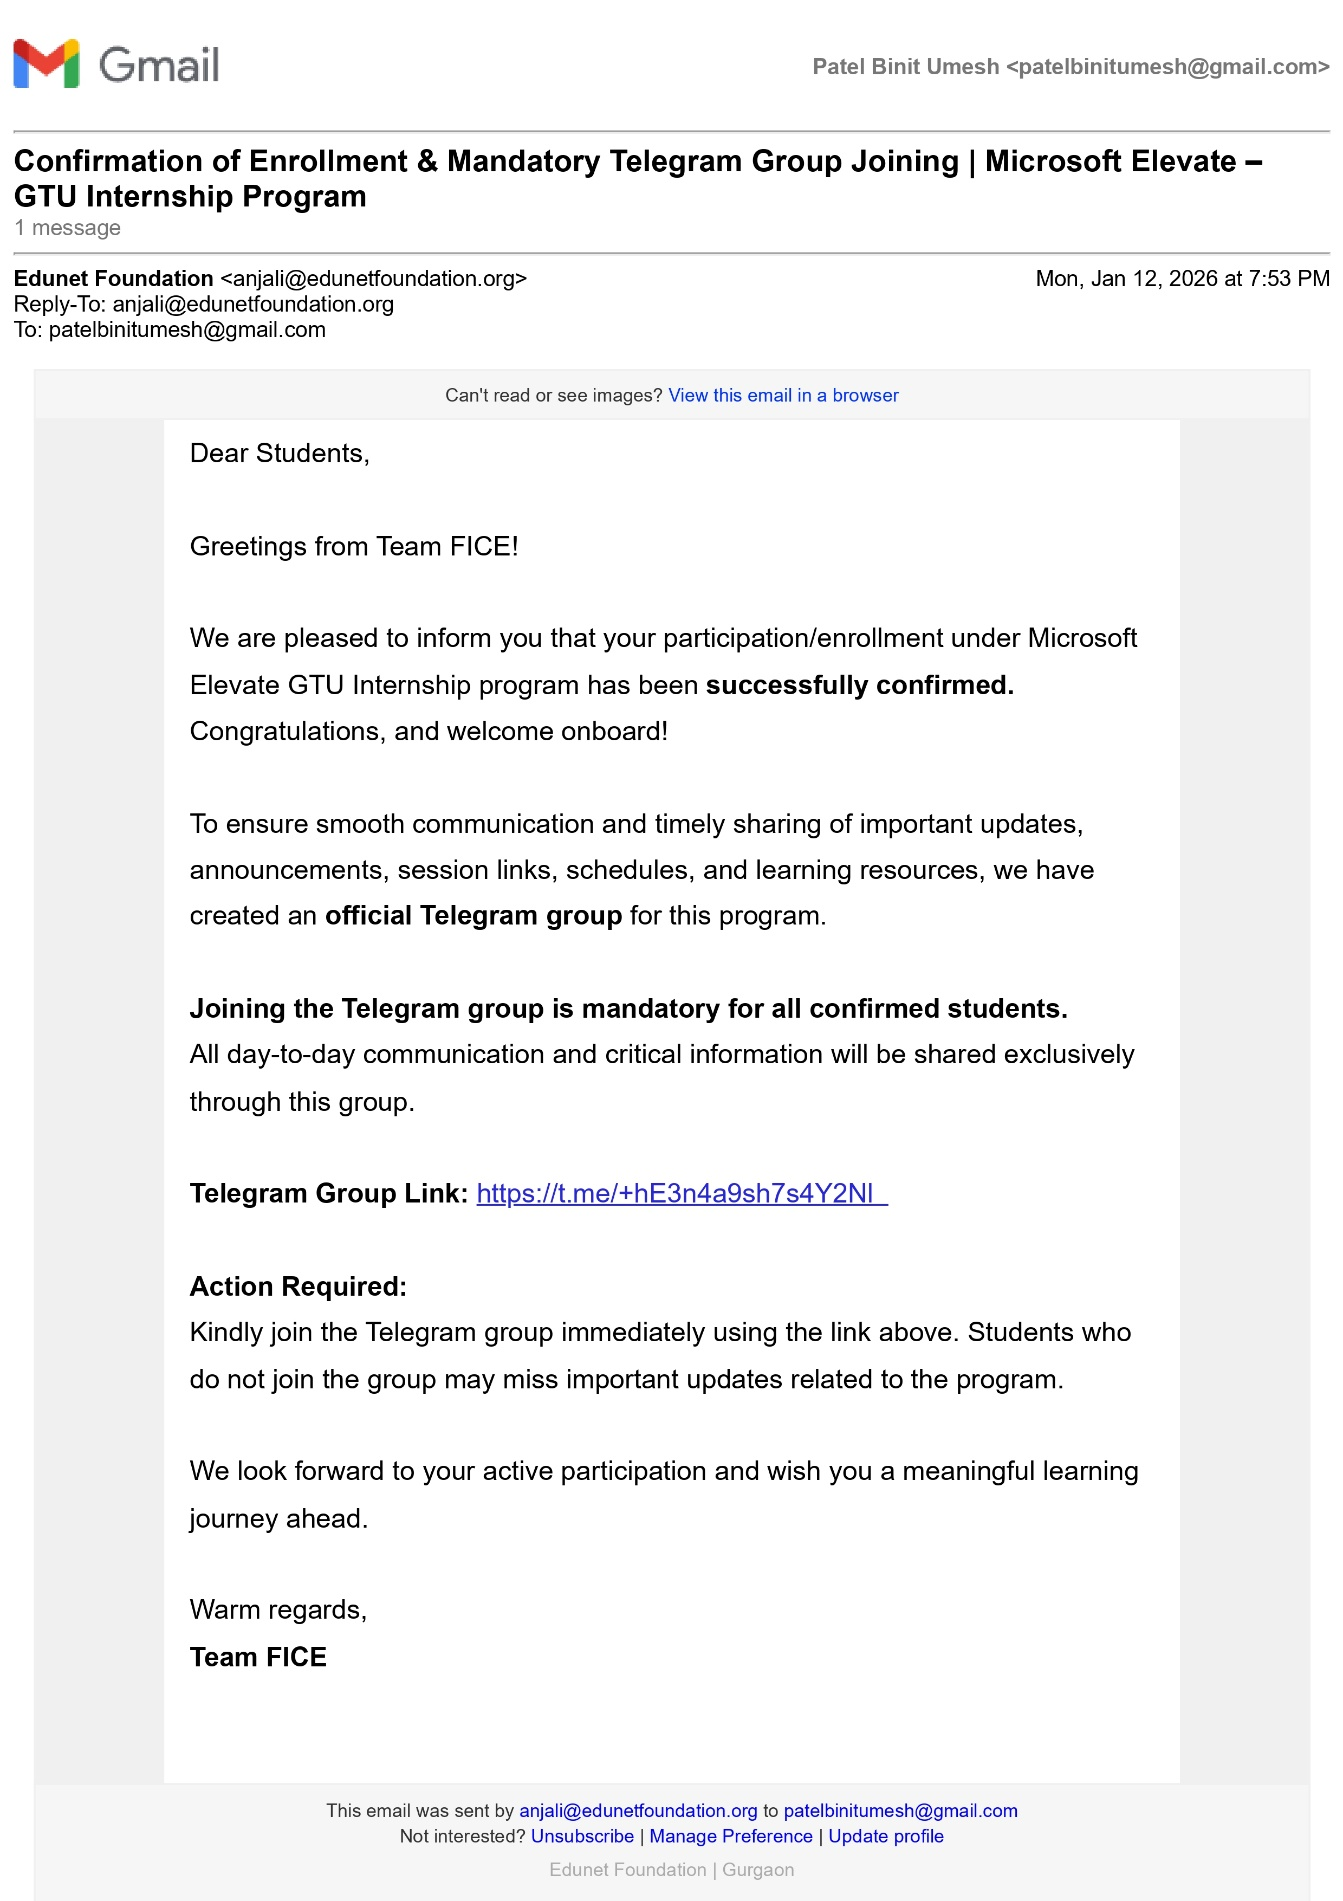 Gmail
Patel Binit Umesh <patelbinitumesh@gmail.com>
Confirmation of Enrollment & Mandatory Telegram Group Joining | Microsoft Elevate –
GTU Internship Program
1 message
Edunet Foundation <anjali@edunetfoundation.org>
Mon, Jan 12, 2026 at 7:53 PM
Reply-To: anjali@edunetfoundation.org
To: patelbinitumesh@gmail.com
Can't read or see images? View this email in a browser
Dear Students,
Greetings from Team FICE!
We are pleased to inform you that your participation/enrollment under Microsoft
Elevate GTU Internship program has been successfully confirmed.
Congratulations, and welcome onboard!
To ensure smooth communication and timely sharing of important updates,
announcements, session links, schedules, and learning resources, we have
created an official Telegram group for this program.
Joining the Telegram group is mandatory for all confirmed students.
All day-to-day communication and critical information will be shared exclusively
through this group.
Telegram Group Link: https://t.me/+hE3n4a9sh7s4Y2Nl
Action Required:
Kindly join the Telegram group immediately using the link above. Students who
do not join the group may miss important updates related to the program.
We look forward to your active participation and wish you a meaningful learning
journey ahead.
Warm regards,
Team FICE
This email was sent by anjali@edunetfoundation.org to patelbinitumesh@gmail.com
Not interested? Unsubscribe | Manage Preference | Update profile
Edunet Foundation | Gurgaon